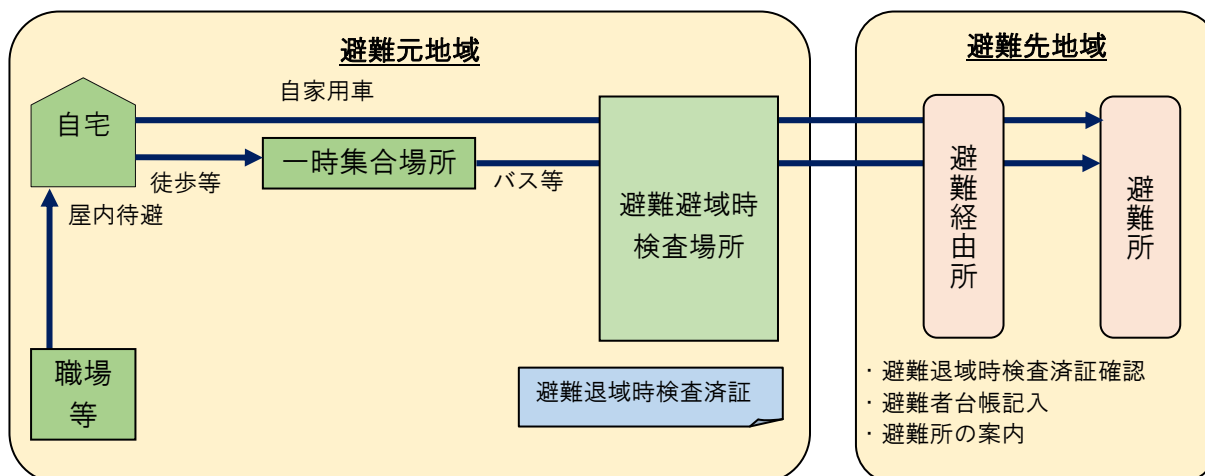 避難元地域
避難先地域
自家用車
自宅
一時集合場所
徒歩等
バス等
屋内待避
避難避域時
検査場所
避難経由所
避難所
職場
等
避難退域時検査済証
・避難退域時検査済証確認
・避難者台帳記入
・避難所の案内